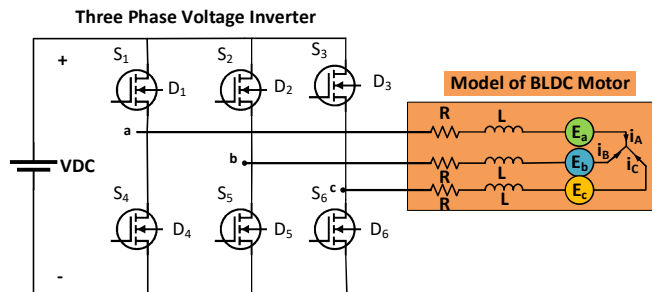 Three Phase Voltage Inverter
+
S1
S2
S3
D1
D2
D3
Model of BLDC Motor
R
L
Ea
iA
a
VDC
b
R
L
Eb
iB
iC
c
R
L
Ec
S4
S5
S6
D4
D5
D6
-